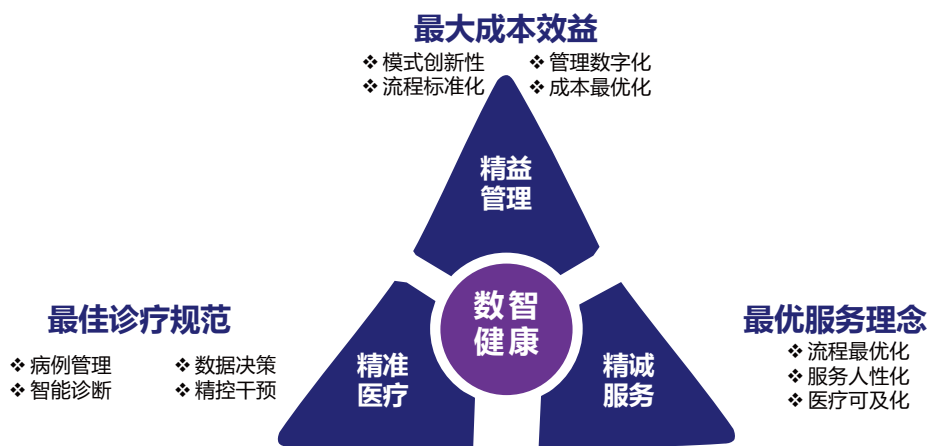 最大成本效益
❖ 模式创新性 ❖ 管理数字化
❖ 流程标准化 ❖ 成本最优化
精益
管理
数智
健康
最佳诊疗规范
❖ 病例管理 ❖ 数据决策
❖ 智能诊断 ❖ 精控干预
精准
医疗
精诚
服务
最优服务理念
❖ 流程最优化
❖ 服务人性化
❖ 医疗可及化